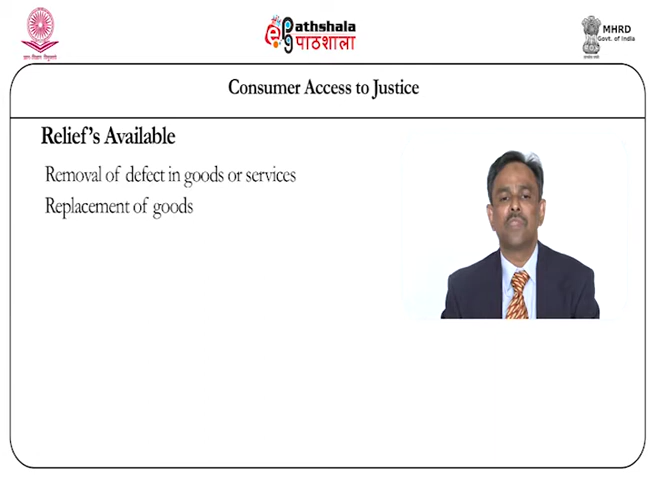 Pathshala
पाठशाला
MHRD
Govt. of India
Consumer Access to Justice
Relief's Available
Removal of defect in goods or services
Replacement of goods